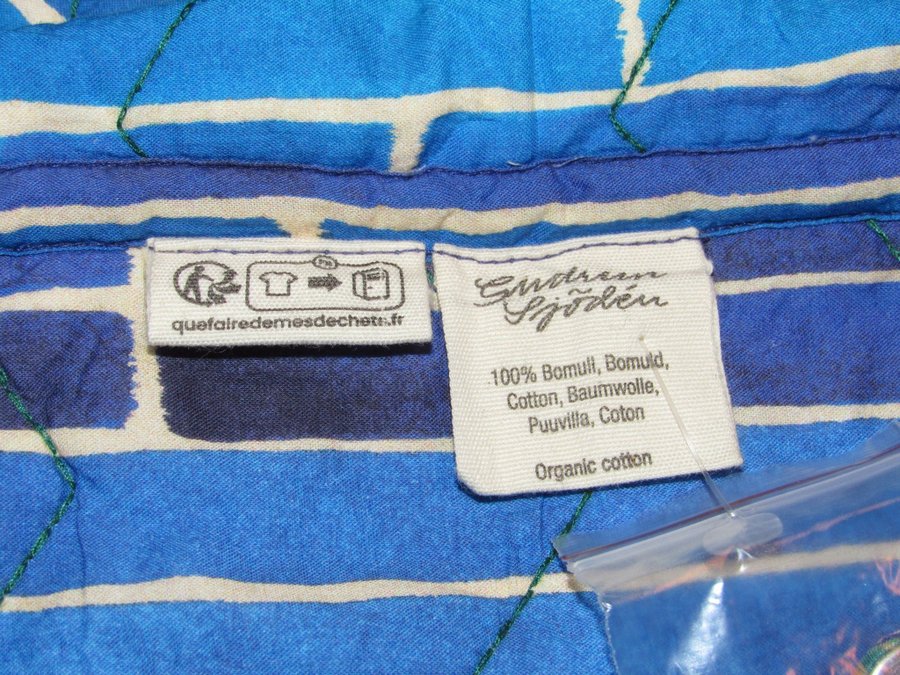 quefairedemesdechets.fr
Gudrun
Sjödén
100% Bomull, Bomuld,
Cotton, Baumwolle,
Puuvilla, Coton
Organic cotton